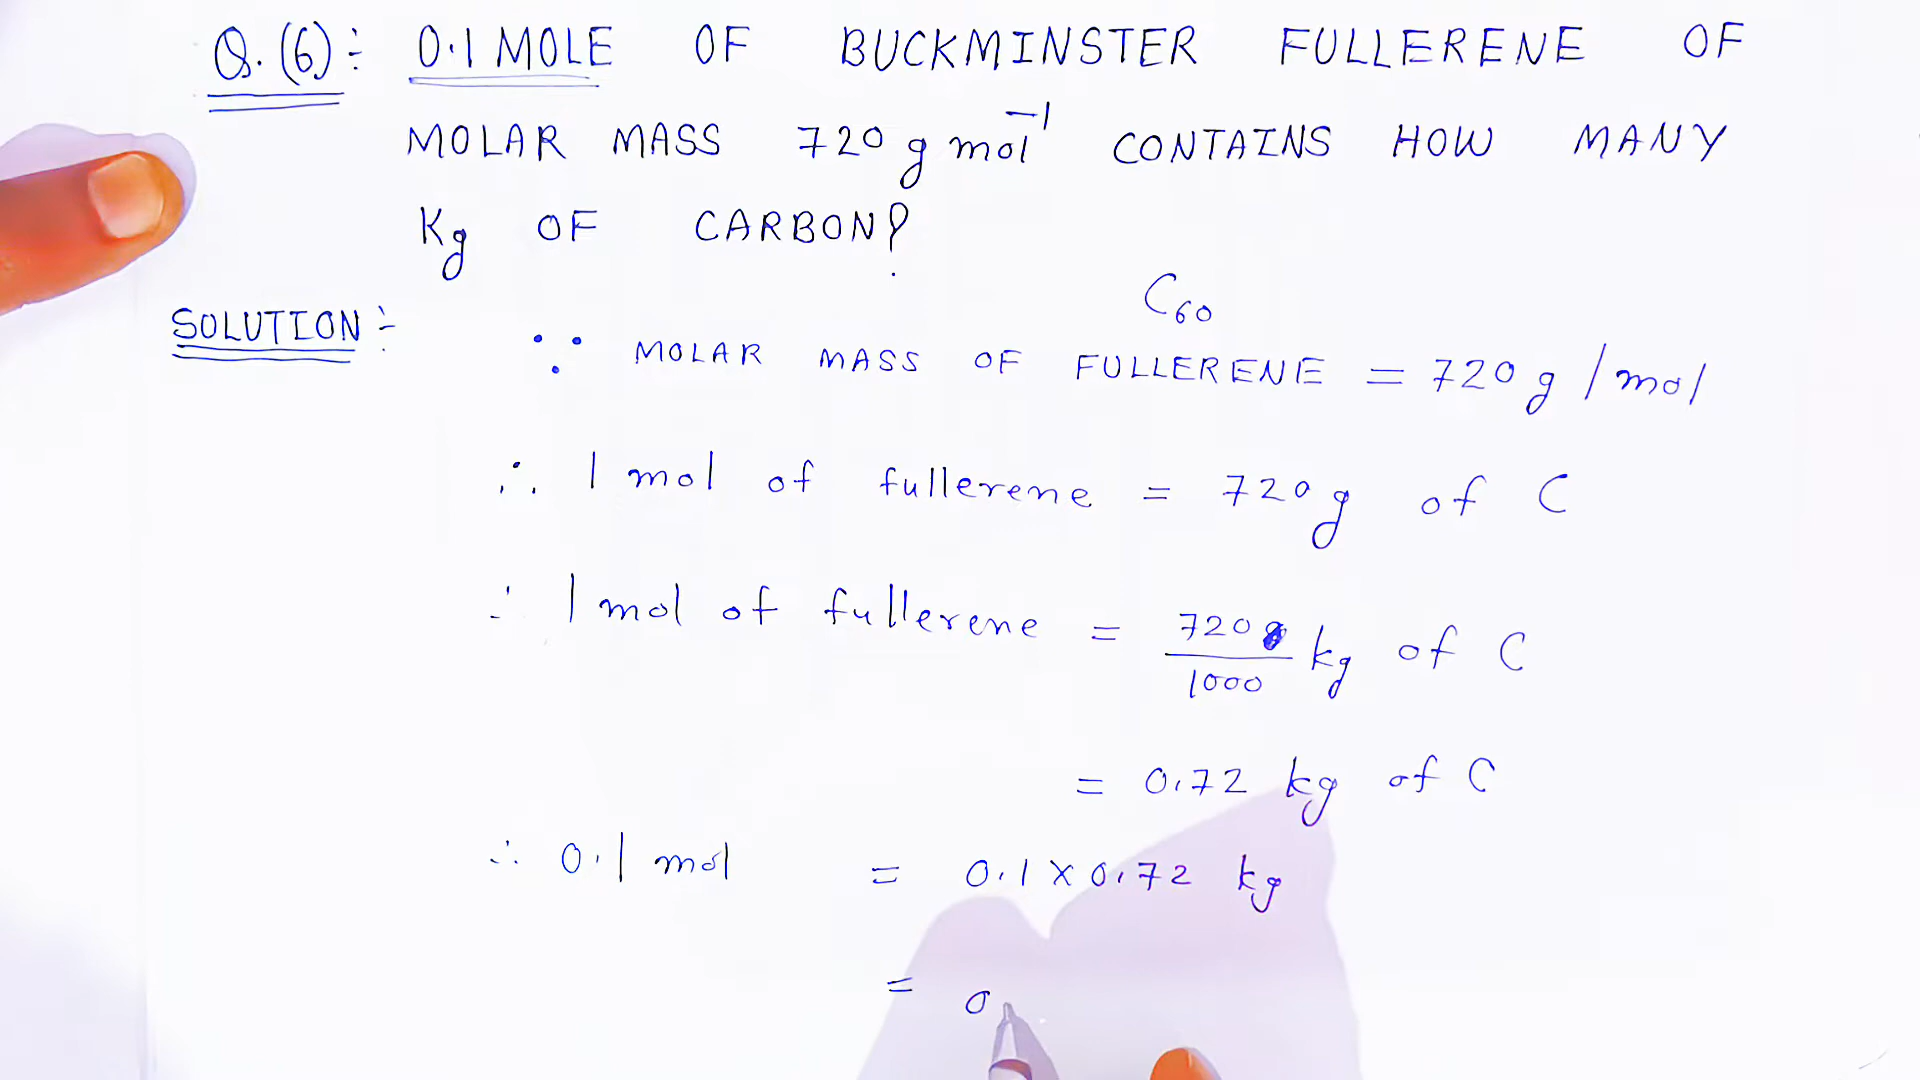 Q.(6):- 0.1 MOLE OF BUCKMINSTER FULLERENE OF
MOLAR MASS 720 g mol⁻¹ CONTAINS HOW MANY
Kg OF CARBON?
C₆₀
SOLUTION :-
∵ MOLAR MASS OF FULLERENE = 720 g / mol
∴ 1 mol of fullerene = 720 g of C
∴ 1 mol of fullerene = 720/1000 kg of C
= 0.72 kg of C
∴ 0.1 mol = 0.1 × 0.72 kg
= 0